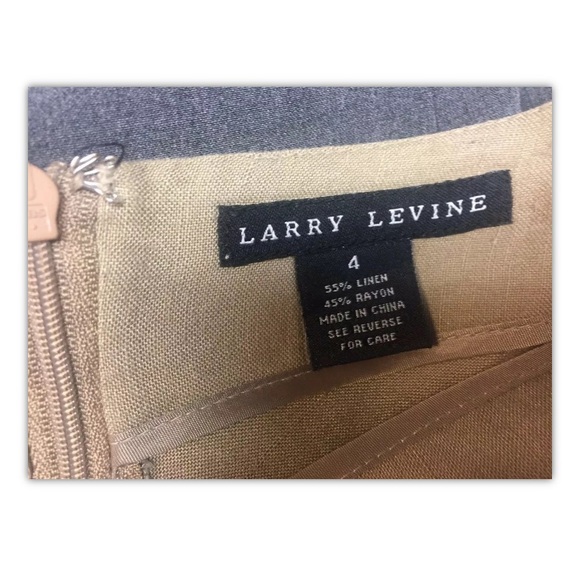 LARRY LEVINE
4
55% LINEN
45% RAYON
MADE IN CHINA
SEE REVERSE
FOR CARE